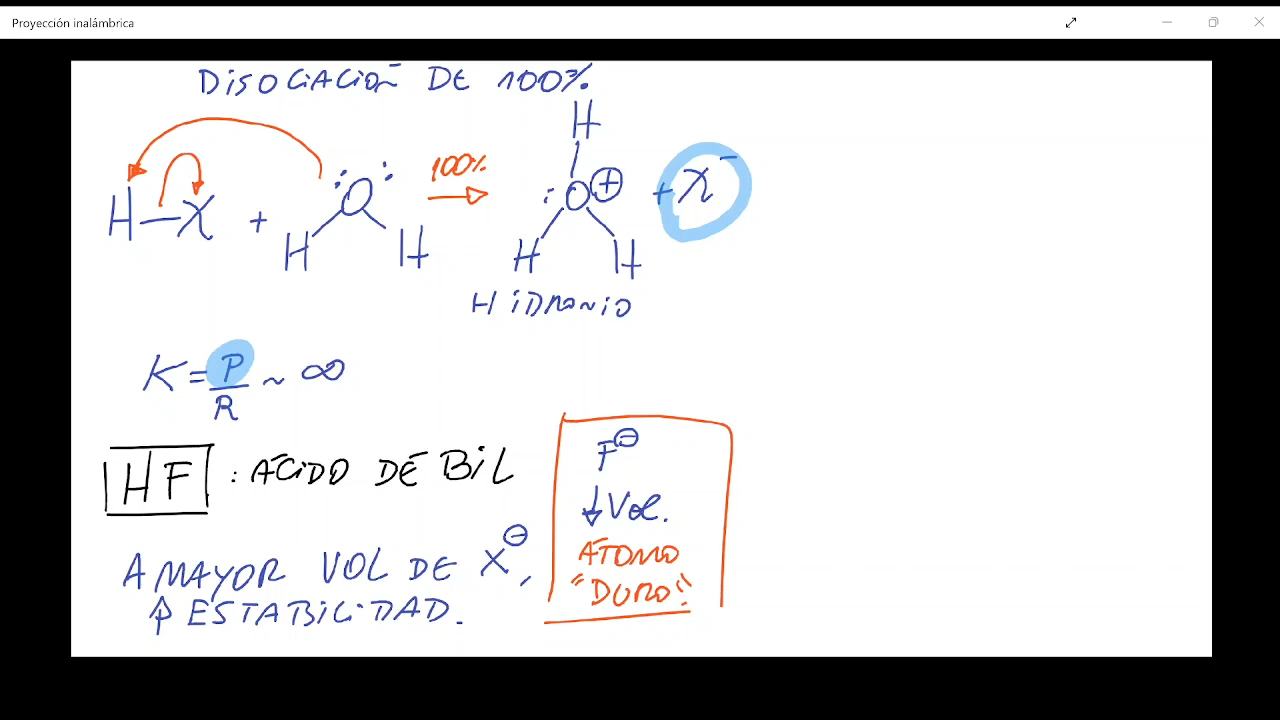 Proyección inalámbrica
DISOCIACIÓN DE 100%
H-X + :Ö: H H 100% → H :O⊕ H H + X⁻
HIDRONIO
K = P/R ~ ∞
HF : ÁCIDO DÉBIL
A MAYOR VOL DE X⊖,
↑ ESTABILIDAD.
F⊖
↓ Vol.
ÁTOMO
"DURO".